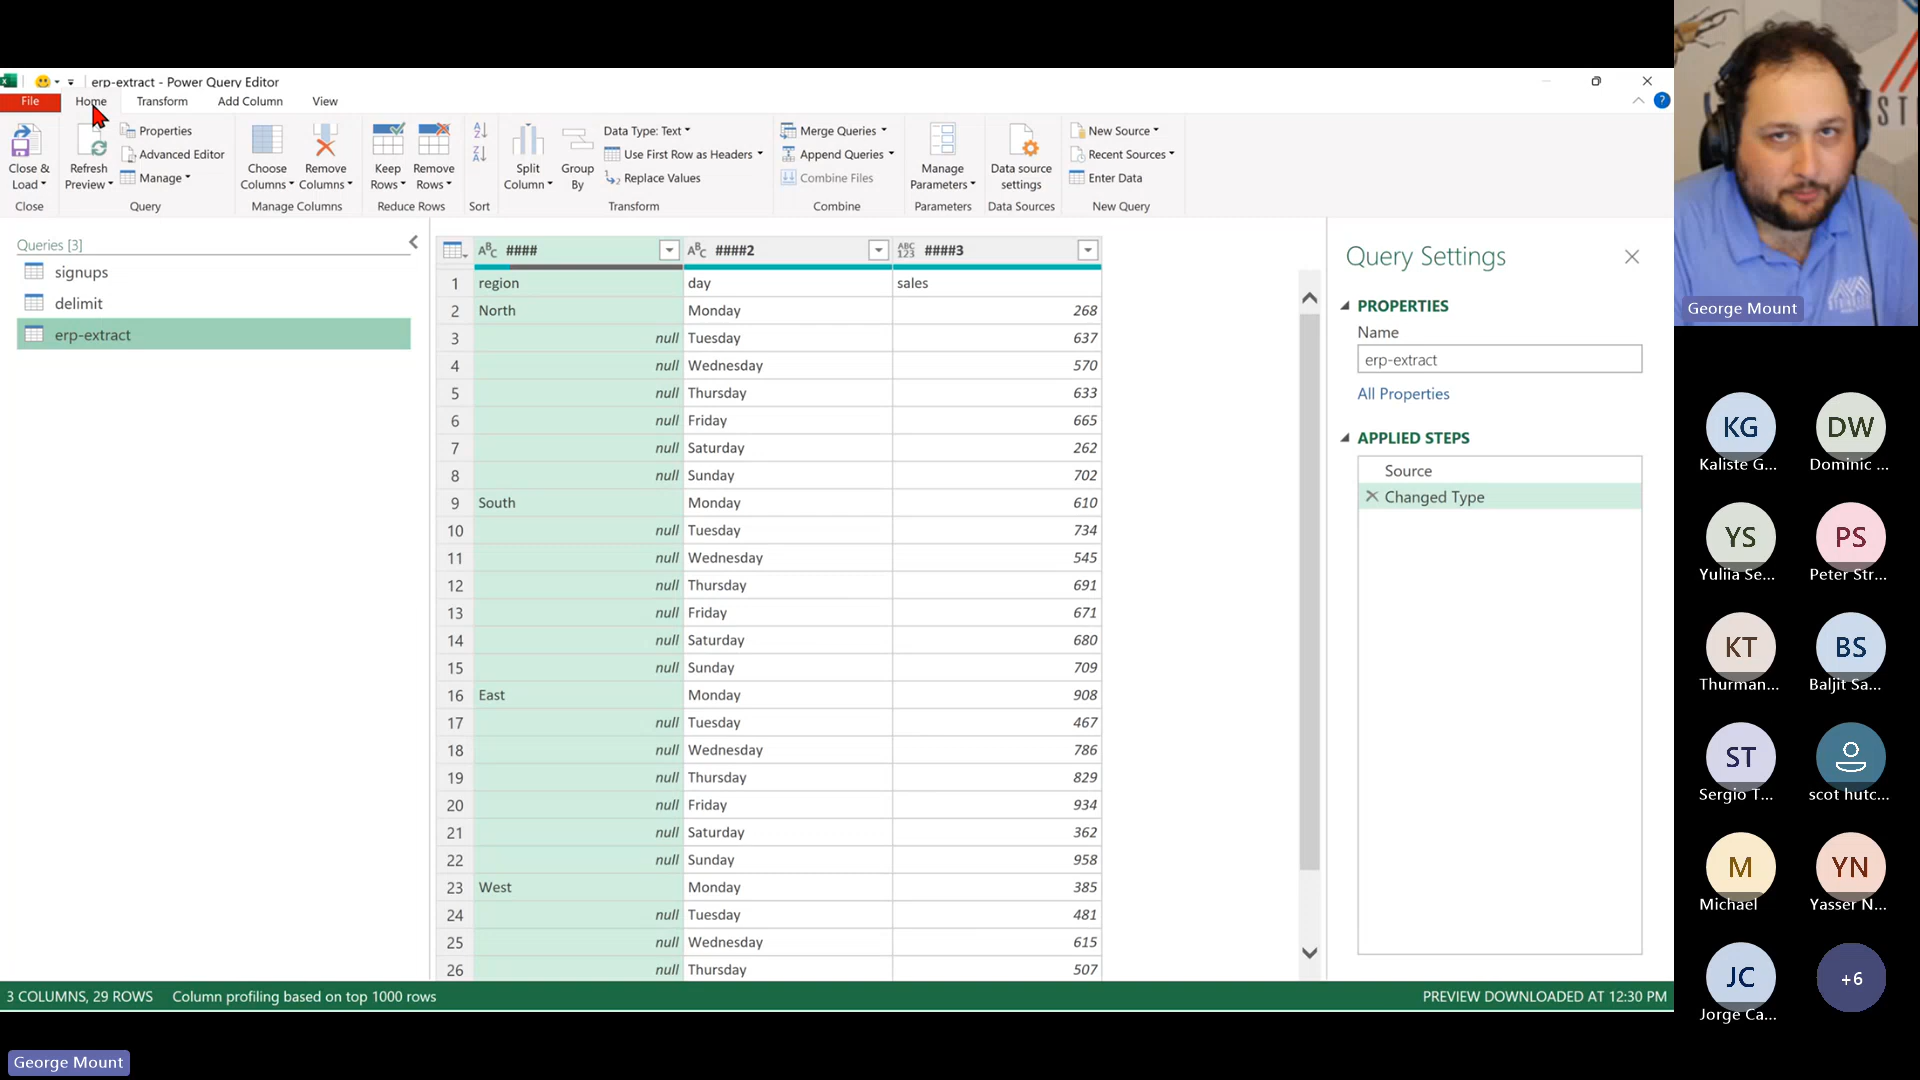 erp-extract - Power Query Editor
File Home Transform Add Column View
Close & Load
Close
Refresh Preview
Properties
Advanced Editor
Manage
Query
Choose Columns
Remove Columns
Manage Columns
Keep Rows
Remove Rows
Reduce Rows
Sort
Split Column
Group By
Data Type: Text
Use First Row as Headers
Replace Values
Transform
Merge Queries
Append Queries
Combine Files
Combine
Manage Parameters
Parameters
Data source settings
Data Sources
New Source
Recent Sources
Enter Data
New Query
Queries [3]
signups
delimit
erp-extract
#### ####2 ####3
1 region day sales
2 North Monday 268
3 null Tuesday 637
4 null Wednesday 570
5 null Thursday 633
6 null Friday 665
7 null Saturday 262
8 null Sunday 702
9 South Monday 610
10 null Tuesday 734
11 null Wednesday 545
12 null Thursday 691
13 null Friday 671
14 null Saturday 680
15 null Sunday 709
16 East Monday 908
17 null Tuesday 467
18 null Wednesday 786
19 null Thursday 829
20 null Friday 934
21 null Saturday 362
22 null Sunday 958
23 West Monday 385
24 null Tuesday 481
25 null Wednesday 615
26 null Thursday 507
Query Settings
PROPERTIES
Name
erp-extract
All Properties
APPLIED STEPS
Source
Changed Type
3 COLUMNS, 29 ROWS Column profiling based on top 1000 rows
PREVIEW DOWNLOADED AT 12:30 PM
George Mount
George Mount
KG DW
Kaliste G... Dominic ...
YS PS
Yuliia Se... Peter Str...
KT BS
Thurman... Baljit Sa...
ST
Sergio T... scot hutc...
M YN
Michael Yasser N...
JC +6
Jorge Ca...